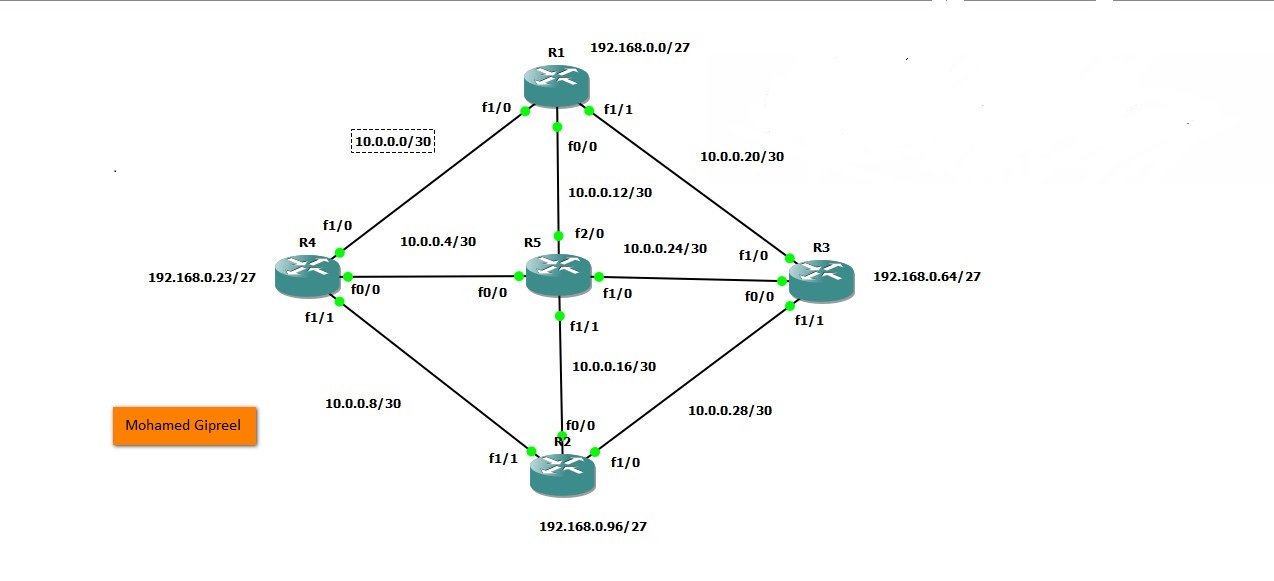 R1
192.168.0.0/27
f1/0
f1/1
10.0.0.0/30
f0/0
10.0.0.20/30
10.0.0.12/30
f1/0
f2/0
R4
10.0.0.4/30
R5
10.0.0.24/30
f1/0
R3
192.168.0.23/27
192.168.0.64/27
f0/0
f0/0
f1/0
f0/0
f1/1
f1/1
f1/1
10.0.0.16/30
10.0.0.8/30
10.0.0.28/30
Mohamed Gipreel
f0/0
R2
f1/1
f1/0
192.168.0.96/27